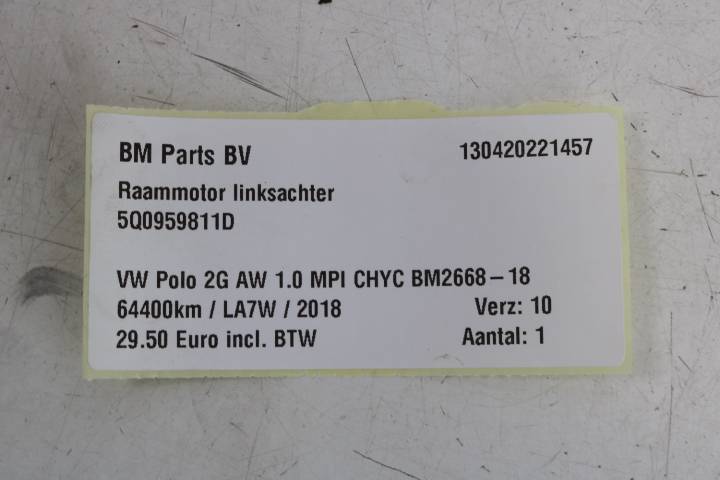 BM Parts BV 130420221457
Raammotor linksachter
5Q0959811D
VW Polo 2G AW 1.0 MPI CHYC BM2668-18
64400km / LA7W / 2018 Verz: 10
29.50 Euro incl. BTW Aantal: 1